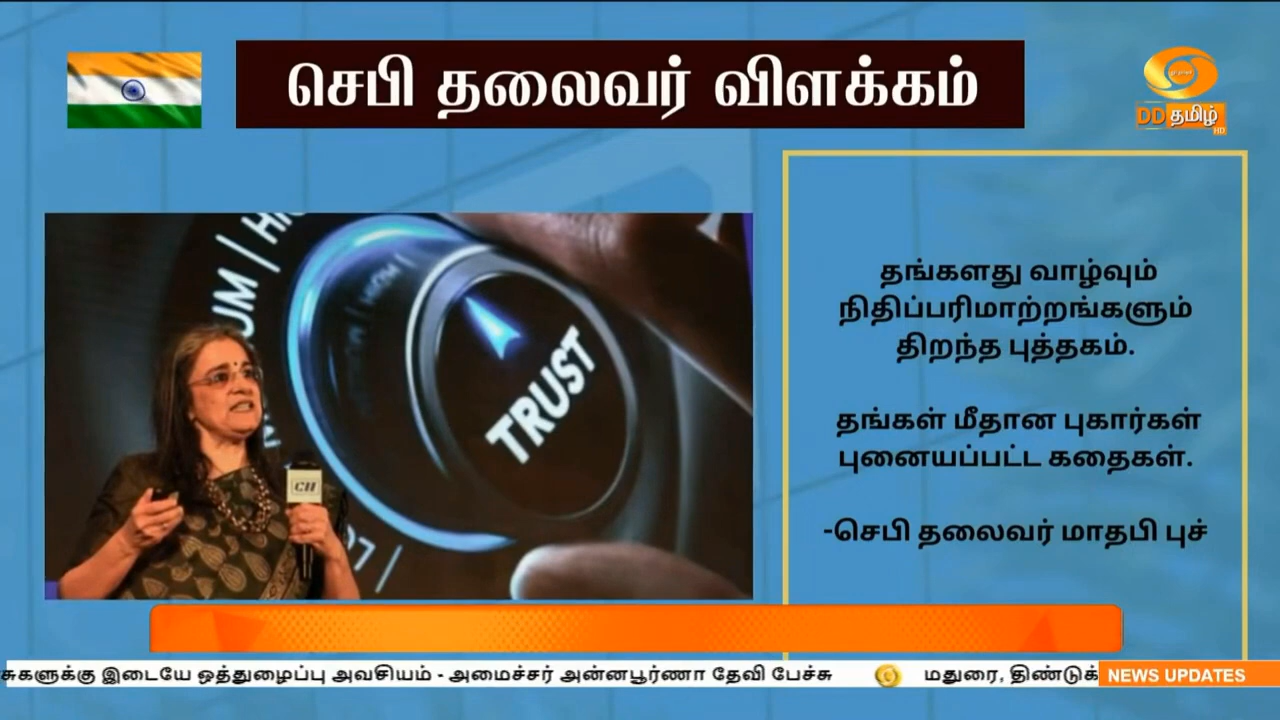 செபி தலைவர் விளக்கம்
DD தமிழ் HD
TRUST
CII
தங்களது வாழ்வும்
நிதிப்பரிமாற்றங்களும்
திறந்த புத்தகம்.
தங்கள் மீதான புகார்கள்
புனையப்பட்ட கதைகள்.
-செபி தலைவர் மாதபி புச்
இடையே ஒத்துழைப்பு அவசியம் - அமைச்சர் அன்னபூர்ணா தேவி பேச்சு மதுரை, NEWS UPDATES